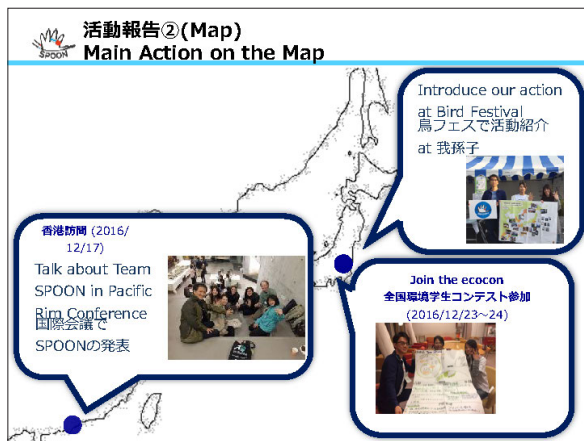 SPOON
活動報告②(Map)
Main Action on the Map
Introduce our action
at Bird Festival
鳥フェスで活動紹介
at 我孫子
香港訪問 (2016/
12/17)
Talk about Team
SPOON in Pacific
Rim Conference
国際会議で
SPOONの発表
Join the ecocon
全国環境学生コンテスト参加
(2016/12/23～24)